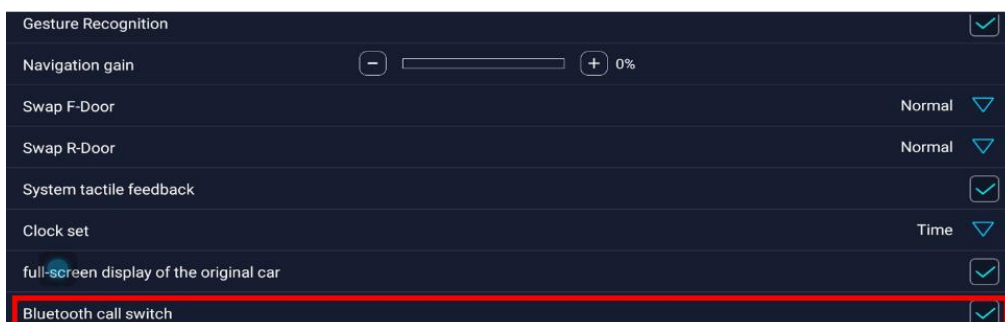 Gesture Recognition
Navigation gain - + 0%
Swap F-Door Normal
Swap R-Door Normal
System tactile feedback
Clock set Time
full-screen display of the original car
Bluetooth call switch